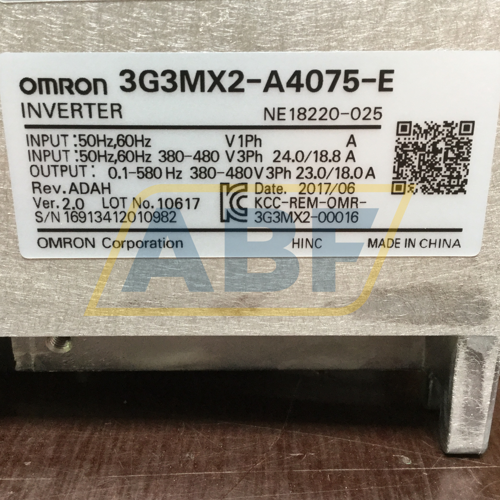 OMRON 3G3MX2-A4075-E
INVERTER NE18220-025
INPUT:50Hz,60Hz V 1Ph A
INPUT:50Hz,60Hz 380-480 V 3Ph 24.0/18.8 A
OUTPUT: 0.1-580 Hz 380-480V 3Ph 23.0/18.0 A
Rev.ADAH Date. 2017/06
Ver.2.0 LOT No.10617 KCC-REM-OMR-
S/N 16913412010982 3G3MX2-00016
OMRON Corporation HINC MADE IN CHINA
ABF